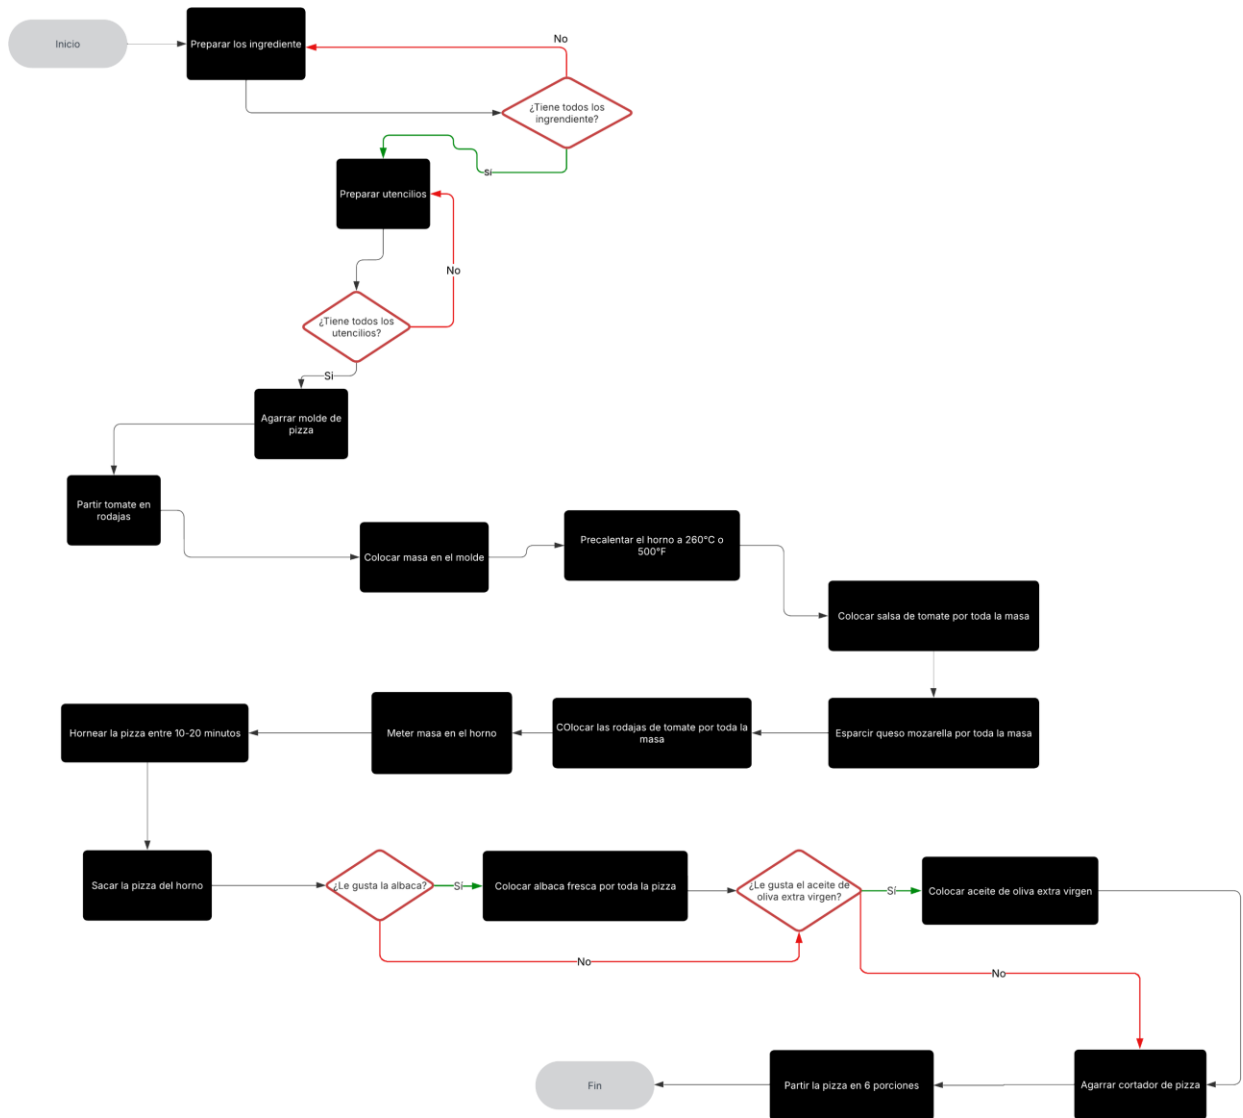 Inicio
Preparar los ingrediente
No
¿Tiene todos los
ingrendiente?
Sí
Preparar utencilios
No
¿Tiene todos los
utencilios?
Si
Agarrar molde de
pizza
Partir tomate en
rodajas
Colocar masa en el molde
Precalentar el horno a 260°C o
500°F
Colocar salsa de tomate por toda la masa
Esparcir queso mozarella por toda la masa
COlocar las rodajas de tomate por toda la
masa
Meter masa en el horno
Hornear la pizza entre 10-20 minutos
Sacar la pizza del horno
¿Le gusta la albaca?
Sí
Colocar albaca fresca por toda la pizza
No
¿Le gusta el aceite de
oliva extra virgen?
Sí
Colocar aceite de oliva extra virgen
No
Agarrar cortador de pizza
Partir la pizza en 6 porciones
Fin